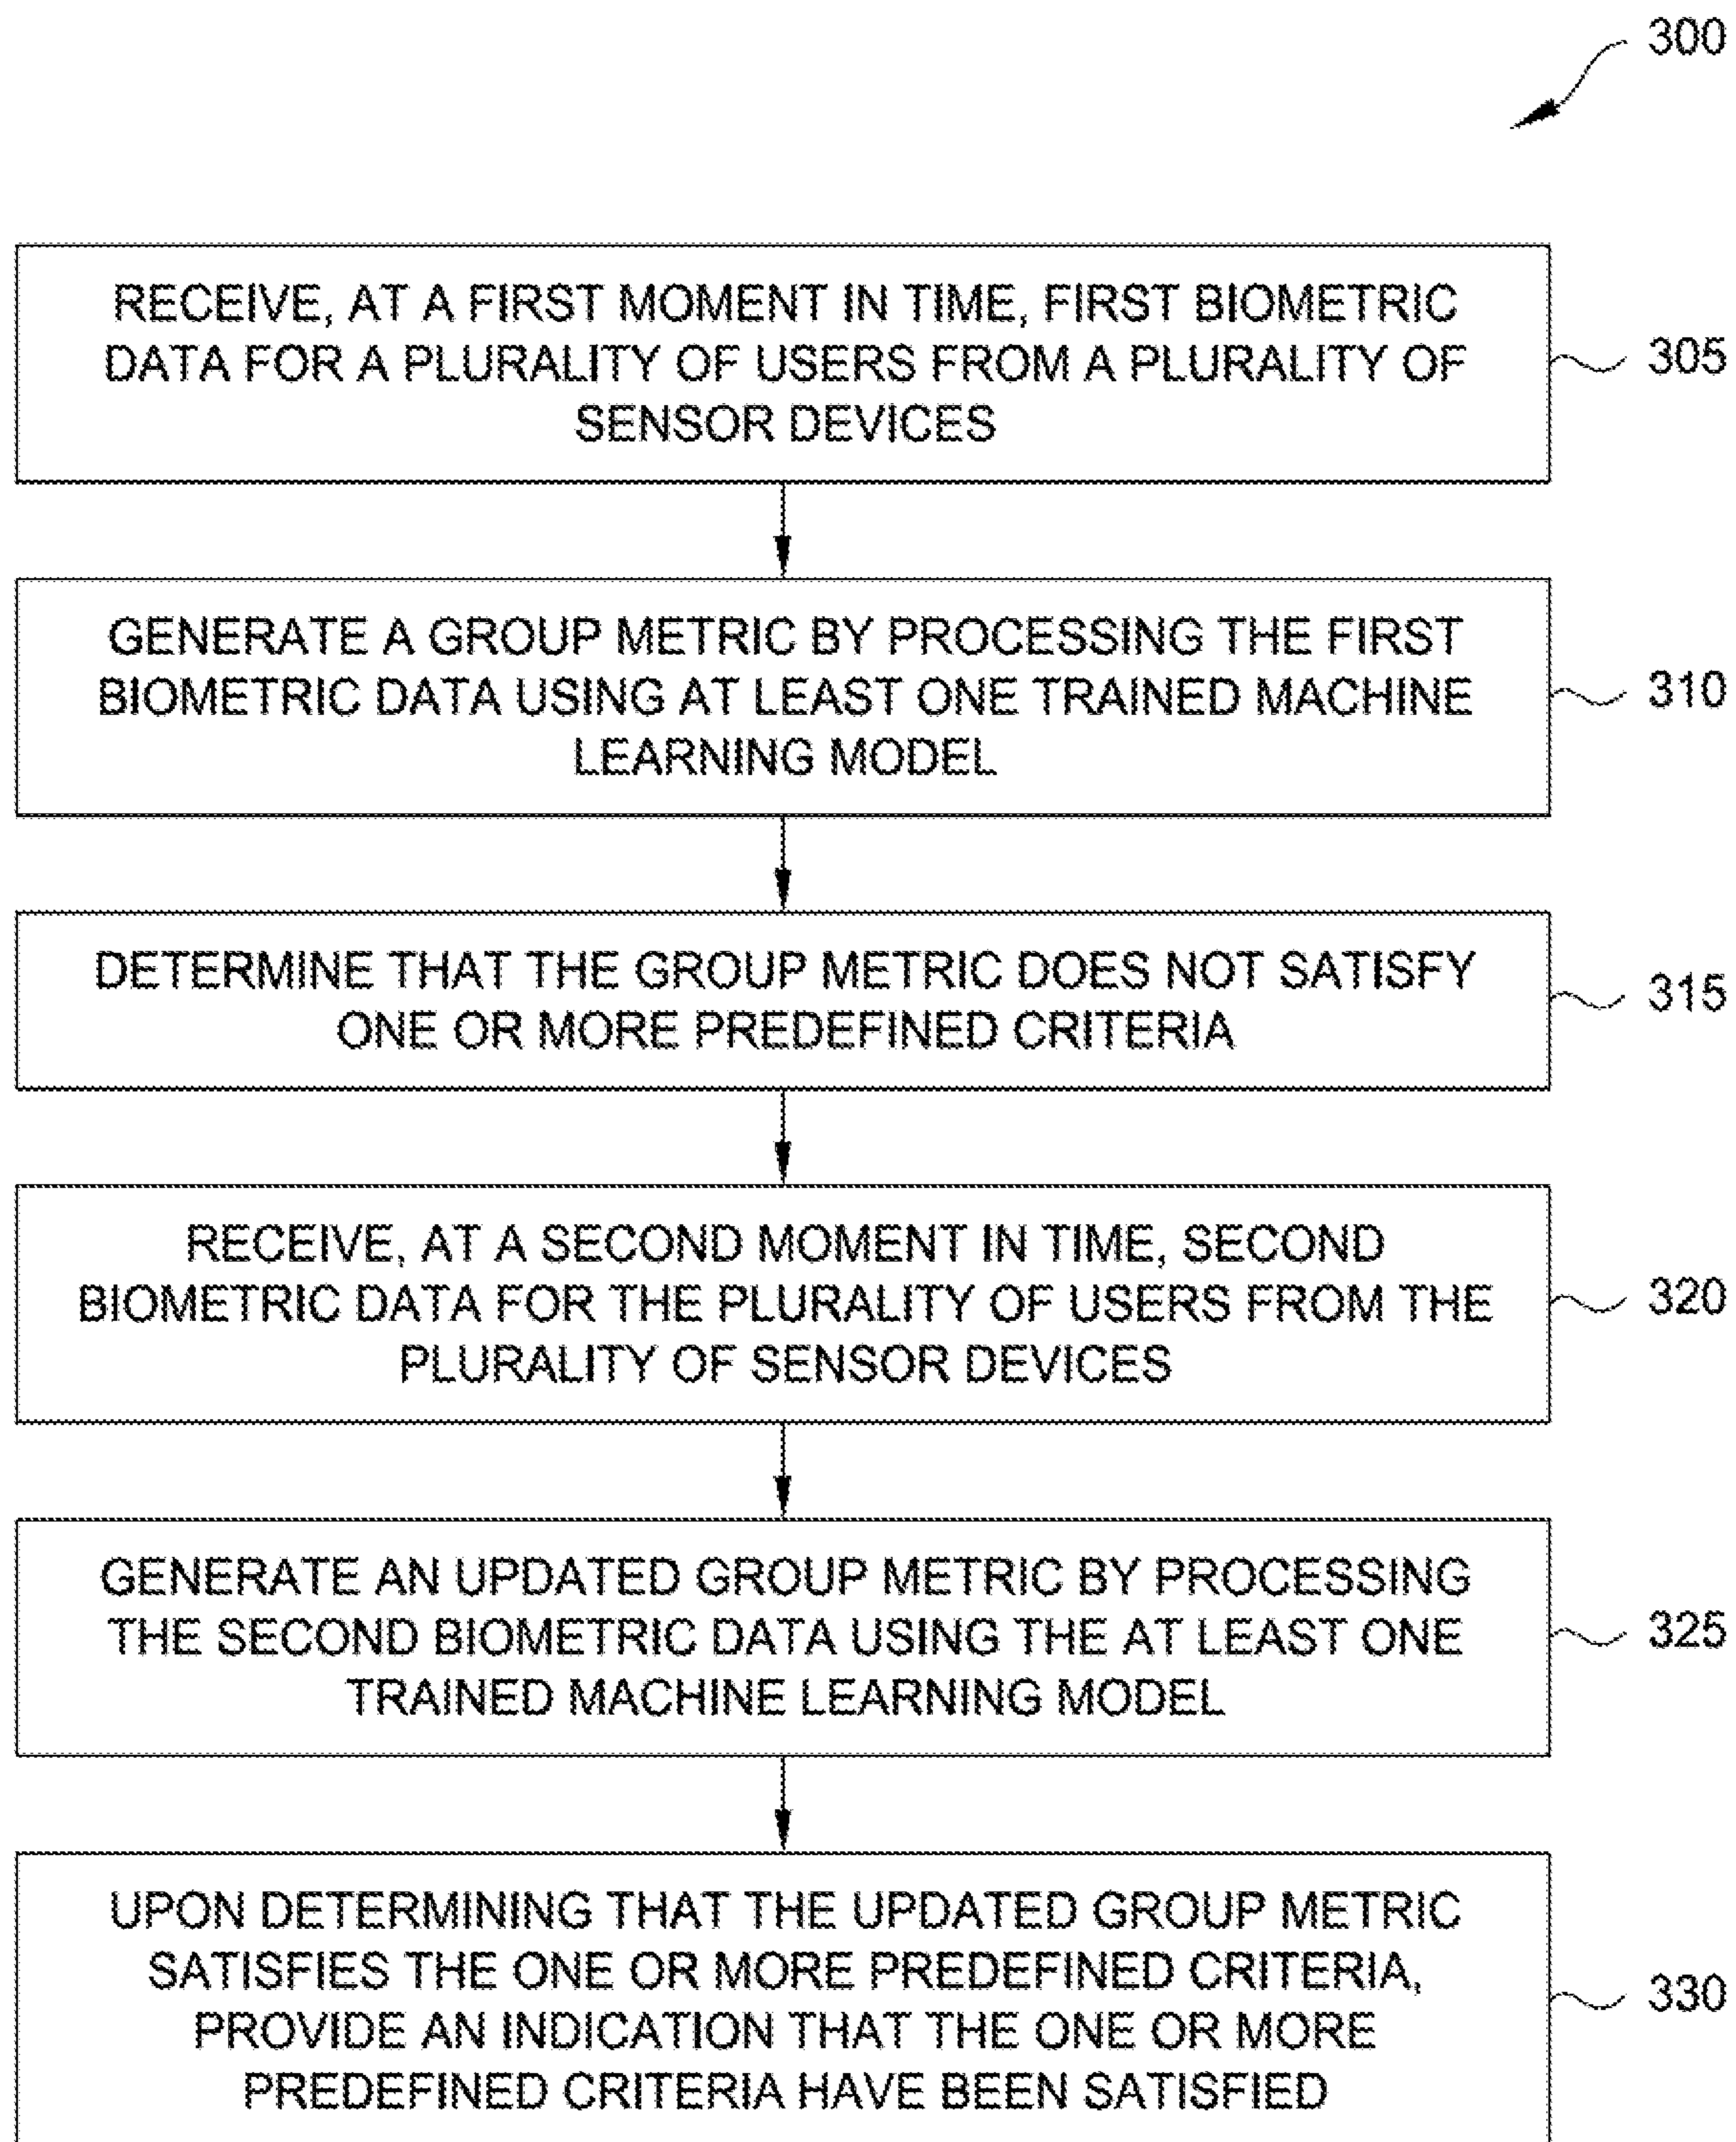 300
RECEIVE, AT A FIRST MOMENT IN TIME, FIRST BIOMETRIC
DATA FOR A PLURALITY OF USERS FROM A PLURALITY OF
SENSOR DEVICES
305
GENERATE A GROUP METRIC BY PROCESSING THE FIRST
BIOMETRIC DATA USING AT LEAST ONE TRAINED MACHINE
LEARNING MODEL
310
DETERMINE THAT THE GROUP METRIC DOES NOT SATISFY
ONE OR MORE PREDEFINED CRITERIA
315
RECEIVE, AT A SECOND MOMENT IN TIME, SECOND
BIOMETRIC DATA FOR THE PLURALITY OF USERS FROM THE
PLURALITY OF SENSOR DEVICES
320
GENERATE AN UPDATED GROUP METRIC BY PROCESSING
THE SECOND BIOMETRIC DATA USING THE AT LEAST ONE
TRAINED MACHINE LEARNING MODEL
325
UPON DETERMINING THAT THE UPDATED GROUP METRIC
SATISFIES THE ONE OR MORE PREDEFINED CRITERIA,
PROVIDE AN INDICATION THAT THE ONE OR MORE
PREDEFINED CRITERIA HAVE BEEN SATISFIED
330